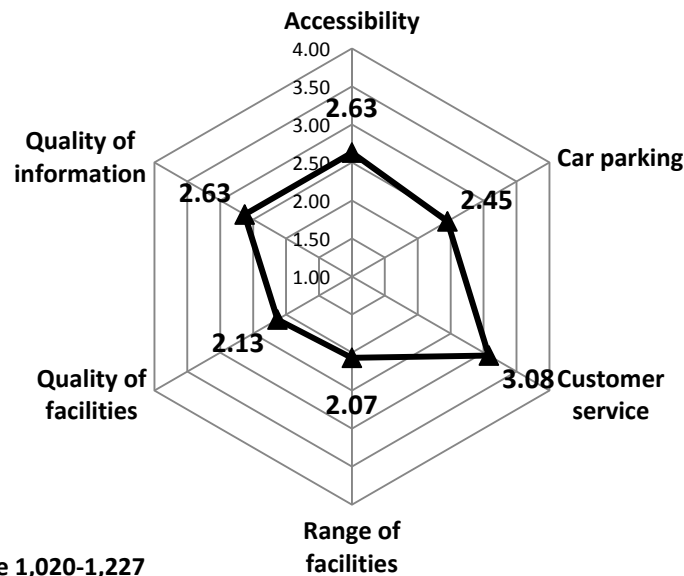 Accessibility
4.00
3.50
3.00
2.50
2.00
1.50
1.00
2.63
Car parking
2.45
3.08
Customer
service
2.07
Range of
facilities
2.13
Quality of
facilities
2.63
Quality of
information
1,020-1,227